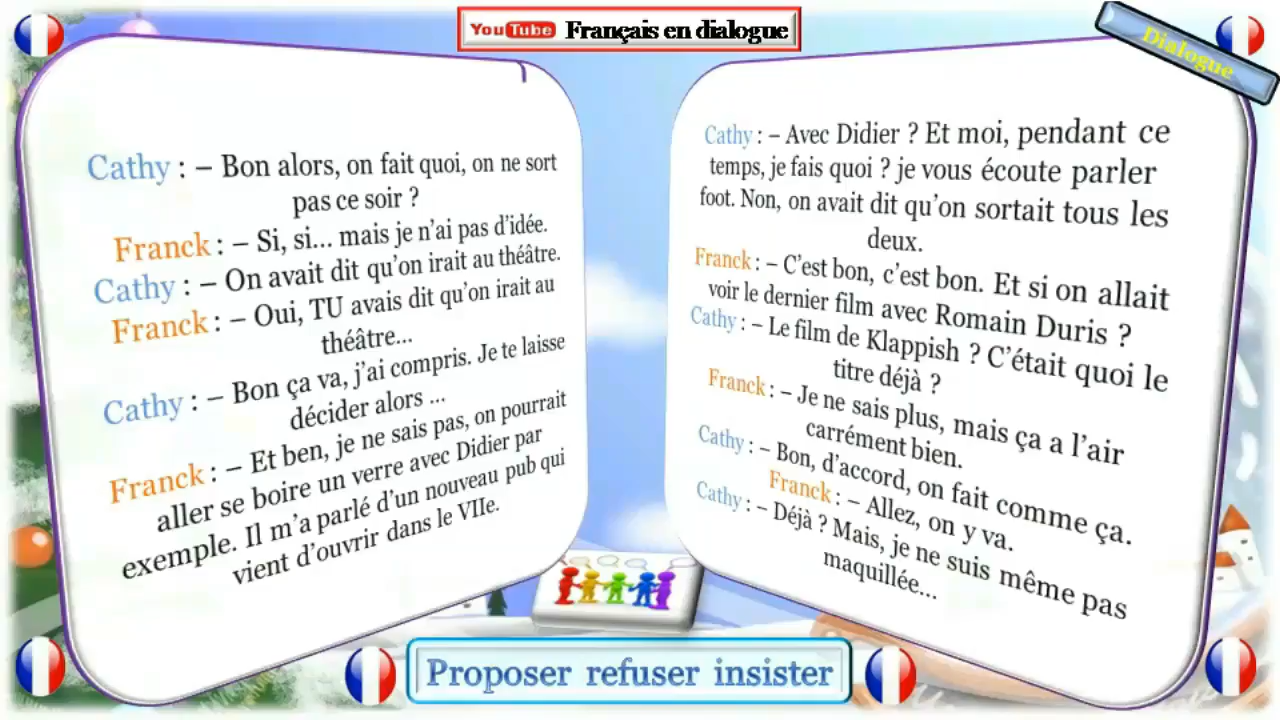 YouTube Français en dialogue
Dialogue
Cathy : – Bon alors, on fait quoi, on ne sort
pas ce soir ?
Franck : – Si, si... mais je n'ai pas d'idée.
Cathy : – On avait dit qu'on irait au théâtre.
Franck : – Oui, TU avais dit qu'on irait au
théâtre...
Cathy : – Bon ça va, j'ai compris. Je te laisse
décider alors ...
Franck : – Et ben, je ne sais pas, on pourrait
aller se boire un verre avec Didier par
exemple. Il m'a parlé d'un nouveau pub qui
vient d'ouvrir dans le VIIe.
Cathy : – Avec Didier ? Et moi, pendant ce
temps, je fais quoi ? je vous écoute parler
foot. Non, on avait dit qu'on sortait tous les
deux.
Franck : – C'est bon, c'est bon. Et si on allait
voir le dernier film avec Romain Duris ?
Cathy : – Le film de Klappish ? C'était quoi le
titre déjà ?
Franck : – Je ne sais plus, mais ça a l'air
carrément bien.
Cathy : – Bon, d'accord, on fait comme ça.
Franck : – Allez, on y va.
Cathy : – Déjà ? Mais, je ne suis même pas
maquillée...
Proposer refuser insister